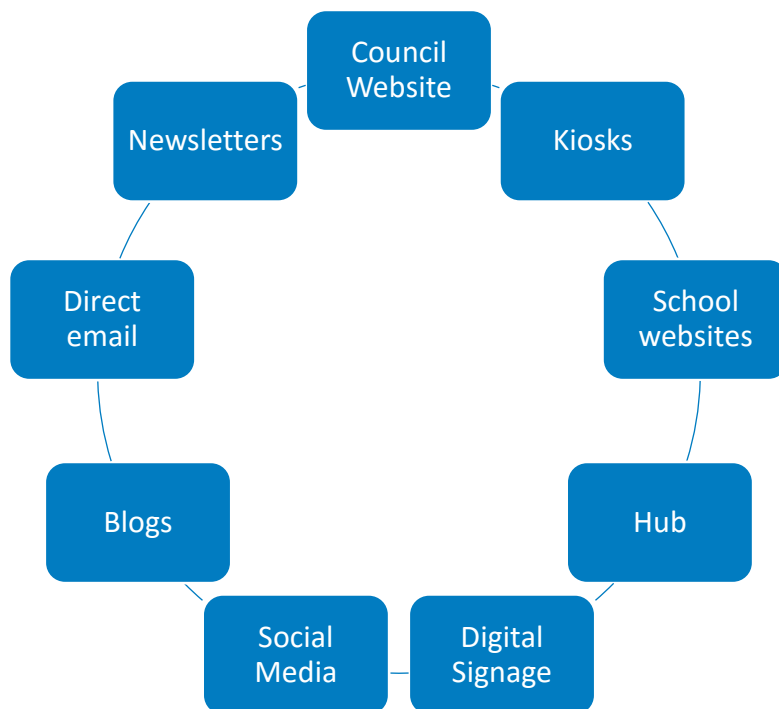 Council
Website
Kiosks
School
websites
Hub
Digital
Signage
Social
Media
Blogs
Direct
email
Newsletters